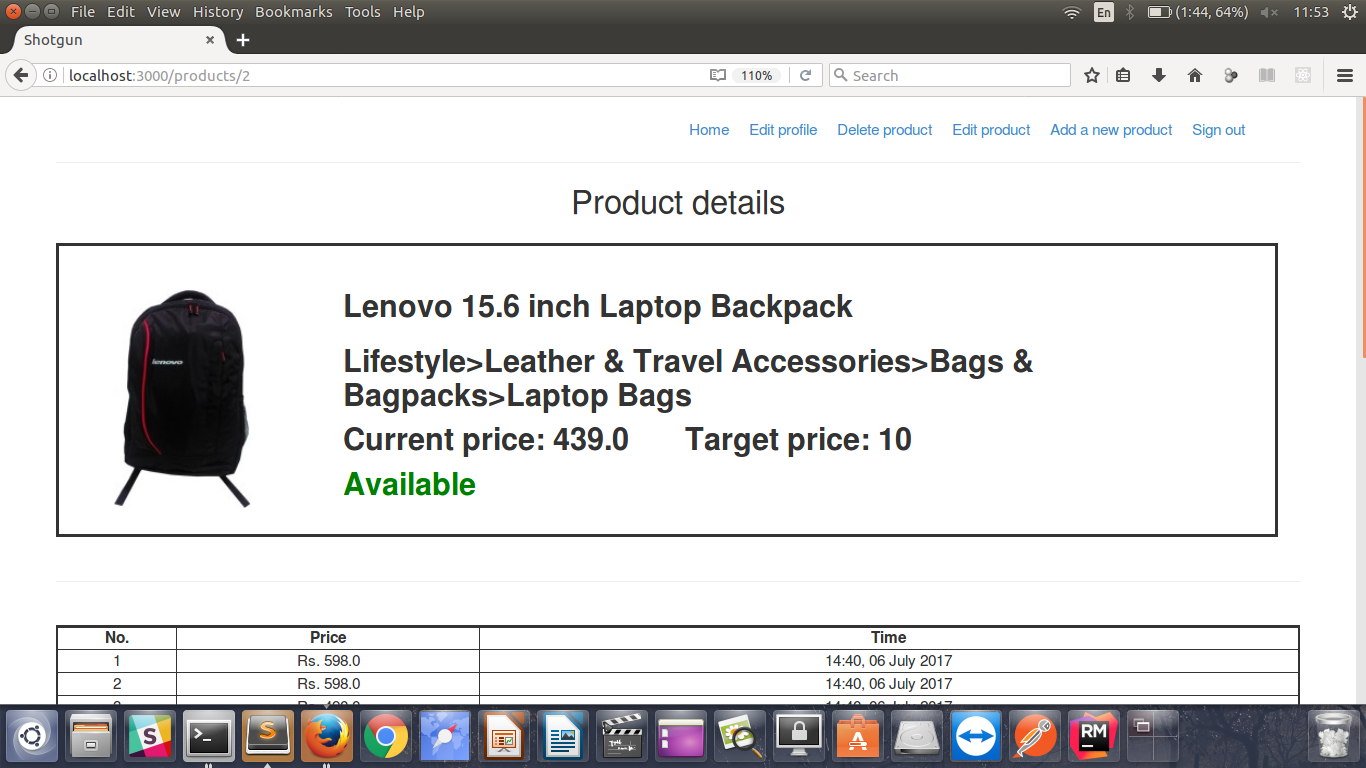 File Edit View History Bookmarks Tools Help
En
(1:44, 64%)
11:53
Shotgun
localhost:3000/products/2
110%
Search
Home Edit profile Delete product Edit product Add a new product Sign out
Product details
lenovo
Lenovo 15.6 inch Laptop Backpack
Lifestyle>Leather & Travel Accessories>Bags &
Bagpacks>Laptop Bags
Current price: 439.0 Target price: 10
Available
No. Price Time
1 Rs. 598.0 14:40, 06 July 2017
2 Rs. 598.0 14:40, 06 July 2017
RM